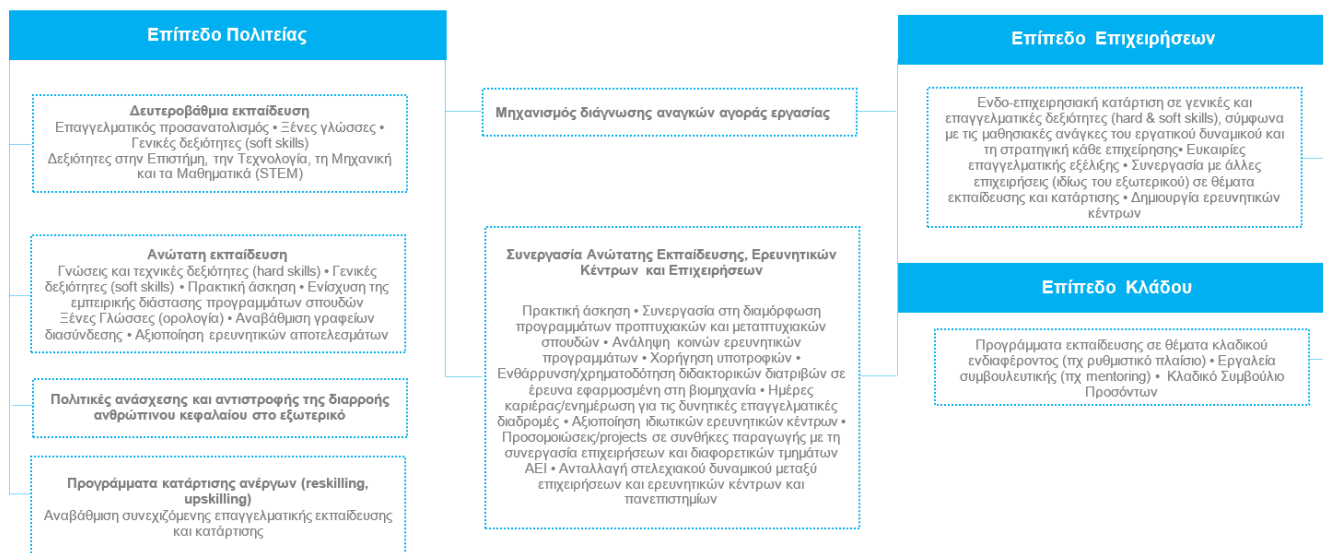 Επίπεδο Πολιτείας
Δευτεροβάθμια εκπαίδευση
Επαγγελματικός προσανατολισμός • Ξένες γλώσσες •
Γενικές δεξιότητες (soft skills)
Δεξιότητες στην Επιστήμη, την Τεχνολογία, τη Μηχανική
και τα Μαθηματικά (STEM)
Ανώτατη εκπαίδευση
Γνώσεις και τεχνικές δεξιότητες (hard skills) • Γενικές
δεξιότητες (soft skills) • Πρακτική άσκηση • Ενίσχυση της
εμπειρικής διάστασης προγραμμάτων σπουδών
Ξένες Γλώσσες (ορολογία) • Αναβάθμιση γραφείων
διασύνδεσης • Αξιοποίηση ερευνητικών αποτελεσμάτων
Πολιτικές ανάσχεσης και αντιστροφής της διαρροής
ανθρώπινου κεφαλαίου στο εξωτερικό
Προγράμματα κατάρτισης ανέργων (reskilling,
upskilling)
Αναβάθμιση συνεχιζόμενης επαγγελματικής εκπαίδευσης
και κατάρτισης
Μηχανισμός διάγνωσης αναγκών αγοράς εργασίας
Συνεργασία Ανώτατης Εκπαίδευσης, Ερευνητικών
Κέντρων και Επιχειρήσεων
Πρακτική άσκηση • Συνεργασία στη διαμόρφωση
προγραμμάτων προπτυχιακών και μεταπτυχιακών
σπουδών • Ανάληψη κοινών ερευνητικών
προγραμμάτων • Χορήγηση υποτροφιών •
Ενθάρρυνση/χρηματοδότηση διδακτορικών διατριβών σε
έρευνα εφαρμοσμένη στη βιομηχανία • Ημέρες
καριέρας/ενημέρωση για τις δυνητικές επαγγελματικές
διαδρομές • Αξιοποίηση ιδιωτικών ερευνητικών κέντρων •
Προσομοιώσεις/projects σε συνθήκες παραγωγής με τη
συνεργασία επιχειρήσεων και διαφορετικών τμημάτων
ΑΕΙ • Ανταλλαγή στελεχιακού δυναμικού μεταξύ
επιχειρήσεων και ερευνητικών κέντρων και
πανεπιστημίων
Επίπεδο Επιχειρήσεων
Ενδο-επιχειρησιακή κατάρτιση σε γενικές και
επαγγελματικές δεξιότητες (hard & soft skills), σύμφωνα
με τις μαθησιακές ανάγκες του εργατικού δυναμικού και
τη στρατηγική κάθε επιχείρησης• Ευκαιρίες
επαγγελματικής εξέλιξης • Συνεργασία με άλλες
επιχειρήσεις (ιδίως του εξωτερικού) σε θέματα
εκπαίδευσης και κατάρτισης • Δημιουργία ερευνητικών
κέντρων
Επίπεδο Κλάδου
Προγράμματα εκπαίδευσης σε θέματα κλαδικού
ενδιαφέροντος (πχ ρυθμιστικό πλαίσιο) • Εργαλεία
συμβουλευτικής (πχ mentoring) • Κλαδικό Συμβούλιο
Προσόντων